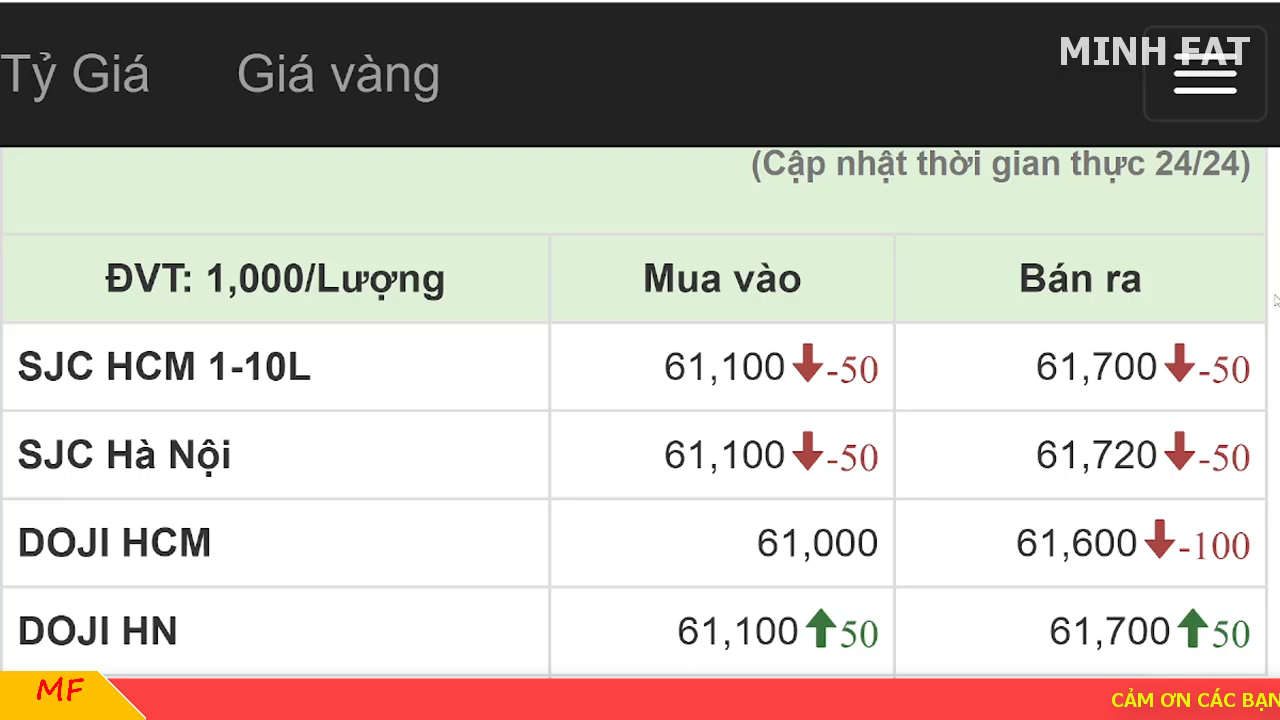 MINH FAT
Tỷ Giá Giá vàng
(Cập nhật thời gian thực 24/24)
ĐVT: 1,000/Lượng Mua vào Bán ra
SJC HCM 1-10L 61,100 -50 61,700 -50
SJC Hà Nội 61,100 -50 61,720 -50
DOJI HCM 61,000 61,600 -100
DOJI HN 61,100 50 61,700 50
MF CẢM ƠN CÁC BẠN